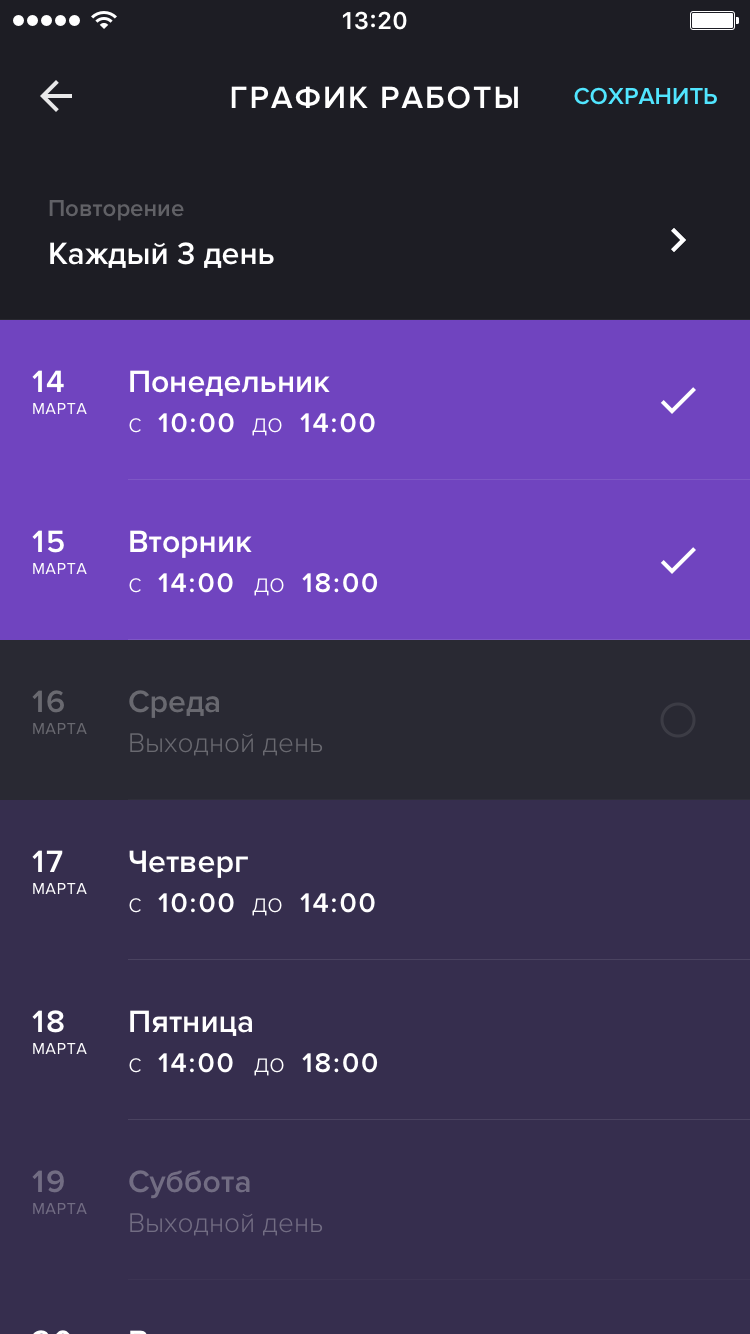 13:20
ГРАФИК РАБОТЫ СОХРАНИТЬ
Повторение
Каждый 3 день
14 Понедельник
МАРТА
с 10:00 до 14:00
15 Вторник
МАРТА
с 14:00 до 18:00
16 Среда
МАРТА
Выходной день
17 Четверг
МАРТА
с 10:00 до 14:00
18 Пятница
МАРТА
с 14:00 до 18:00
19 Суббота
МАРТА
Выходной день